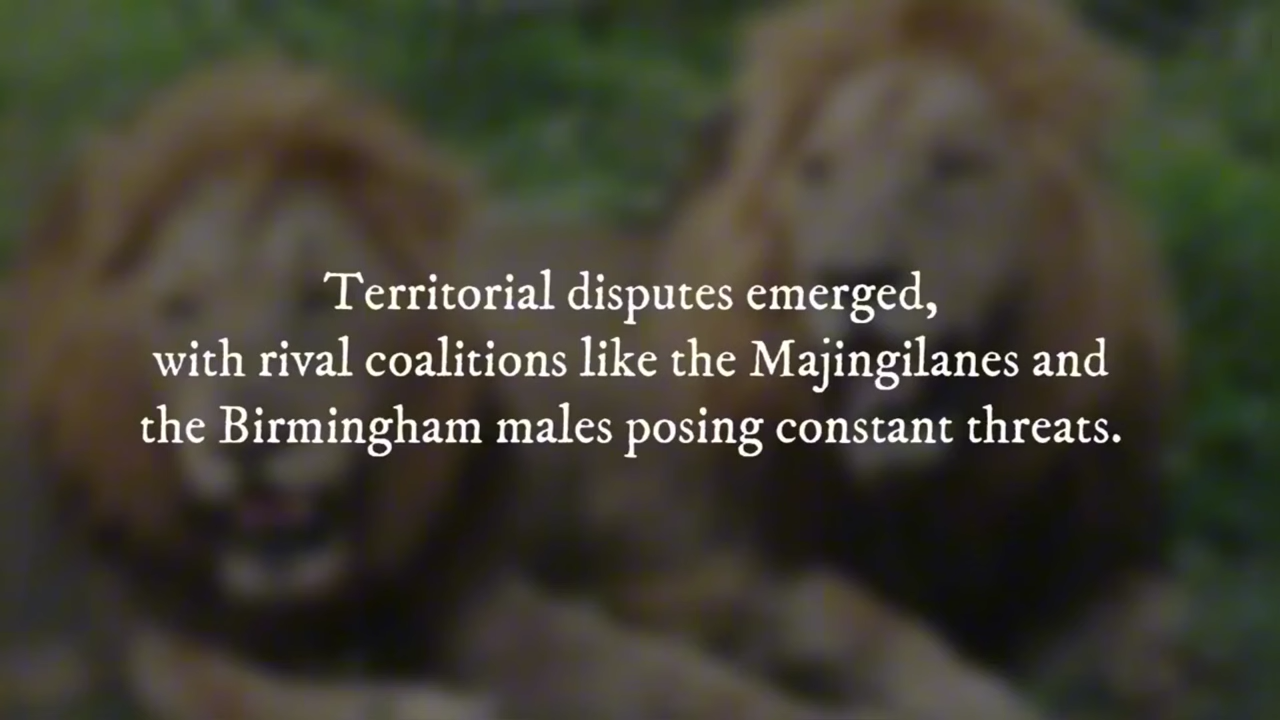 Territorial disputes emerged,
with rival coalitions like the Majingilanes and
the Birmingham males posing constant threats.